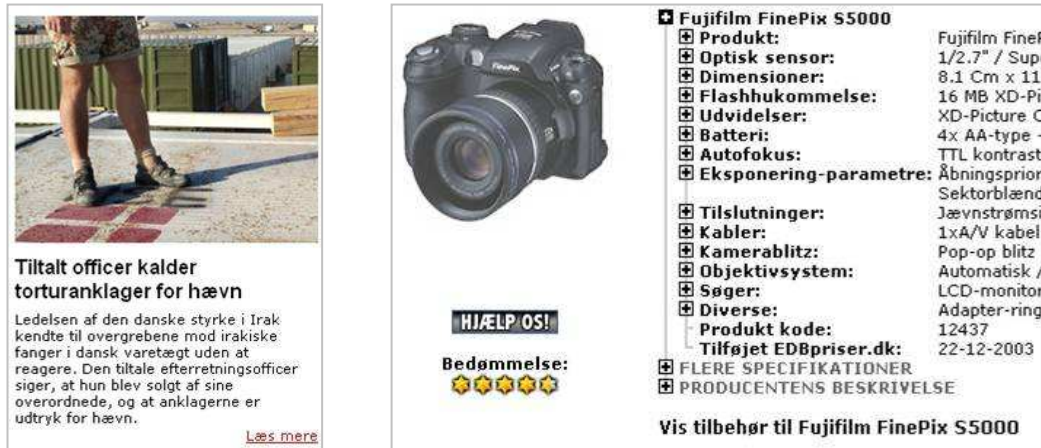 Tiltalt officer kalder
torturanklager for hævn
Ledelsen af den danske styrke i Irak
kendte til overgrebene mod irakiske
fanger i dansk varetægt uden at
reagere. Den tiltale efterretningsofficer
siger, at hun blev solgt af sine
overordnede, og at anklagerne er
udtryk for hævn.
Læs mere
FinePix
HJÆLP OS!
Bedømmelse:
Fujifilm FinePix S5000
Produkt: Fujifilm FineP
Optisk sensor: 1/2.7" / Sup
Dimensioner: 8.1 Cm x 11
Flashhukommelse: 16 MB XD-Pi
Udvidelser: XD-Picture C
Batteri: 4x AA-type -
Autofokus: TTL kontrast
Eksponering-parametre: Åbningsprior
Sektorblænd
Tilslutninger: Jævnstrømsi
Kabler: 1xA/V kabel
Kamerablitz: Pop-op blitz
Objektivsystem: Automatisk /
Søger: LCD-monitor
Diverse: Adapter-ring
Produkt kode: 12437
Tilføjet EDBpriser.dk: 22-12-2003
FLERE SPECIFIKATIONER
PRODUCENTENS BESKRIVELSE
Vis tilbehør til Fujifilm FinePix S5000